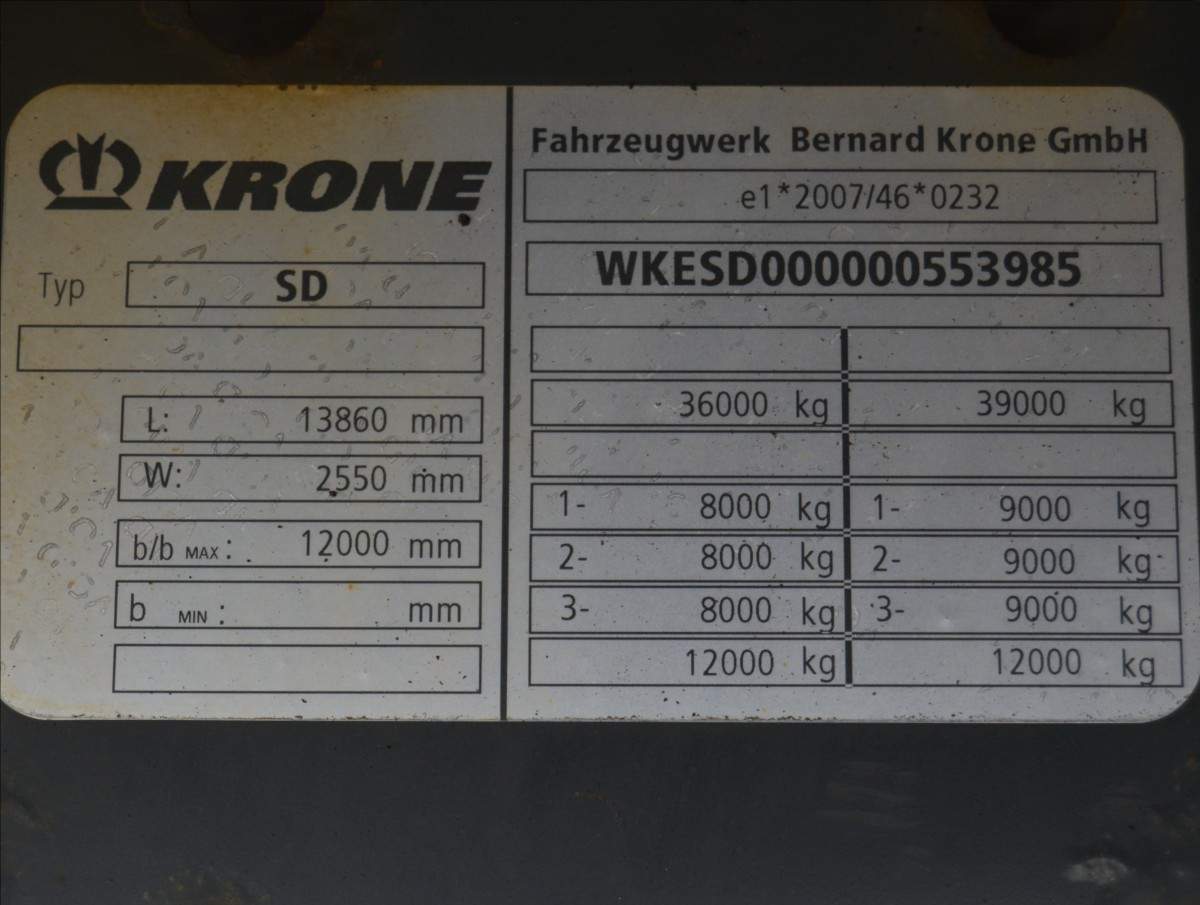 KRONE
Typ SD
L: 13860 mm
W: 2550 mm
b/b MAX : 12000 mm
b MIN : mm
Fahrzeugwerk Bernard Krone GmbH
e1*2007/46*0232
WKESD000000553985
36000 kg 39000 kg
1- 8000 kg 1- 9000 kg
2- 8000 kg 2- 9000 kg
3- 8000 kg 3- 9000 kg
12000 kg 12000 kg